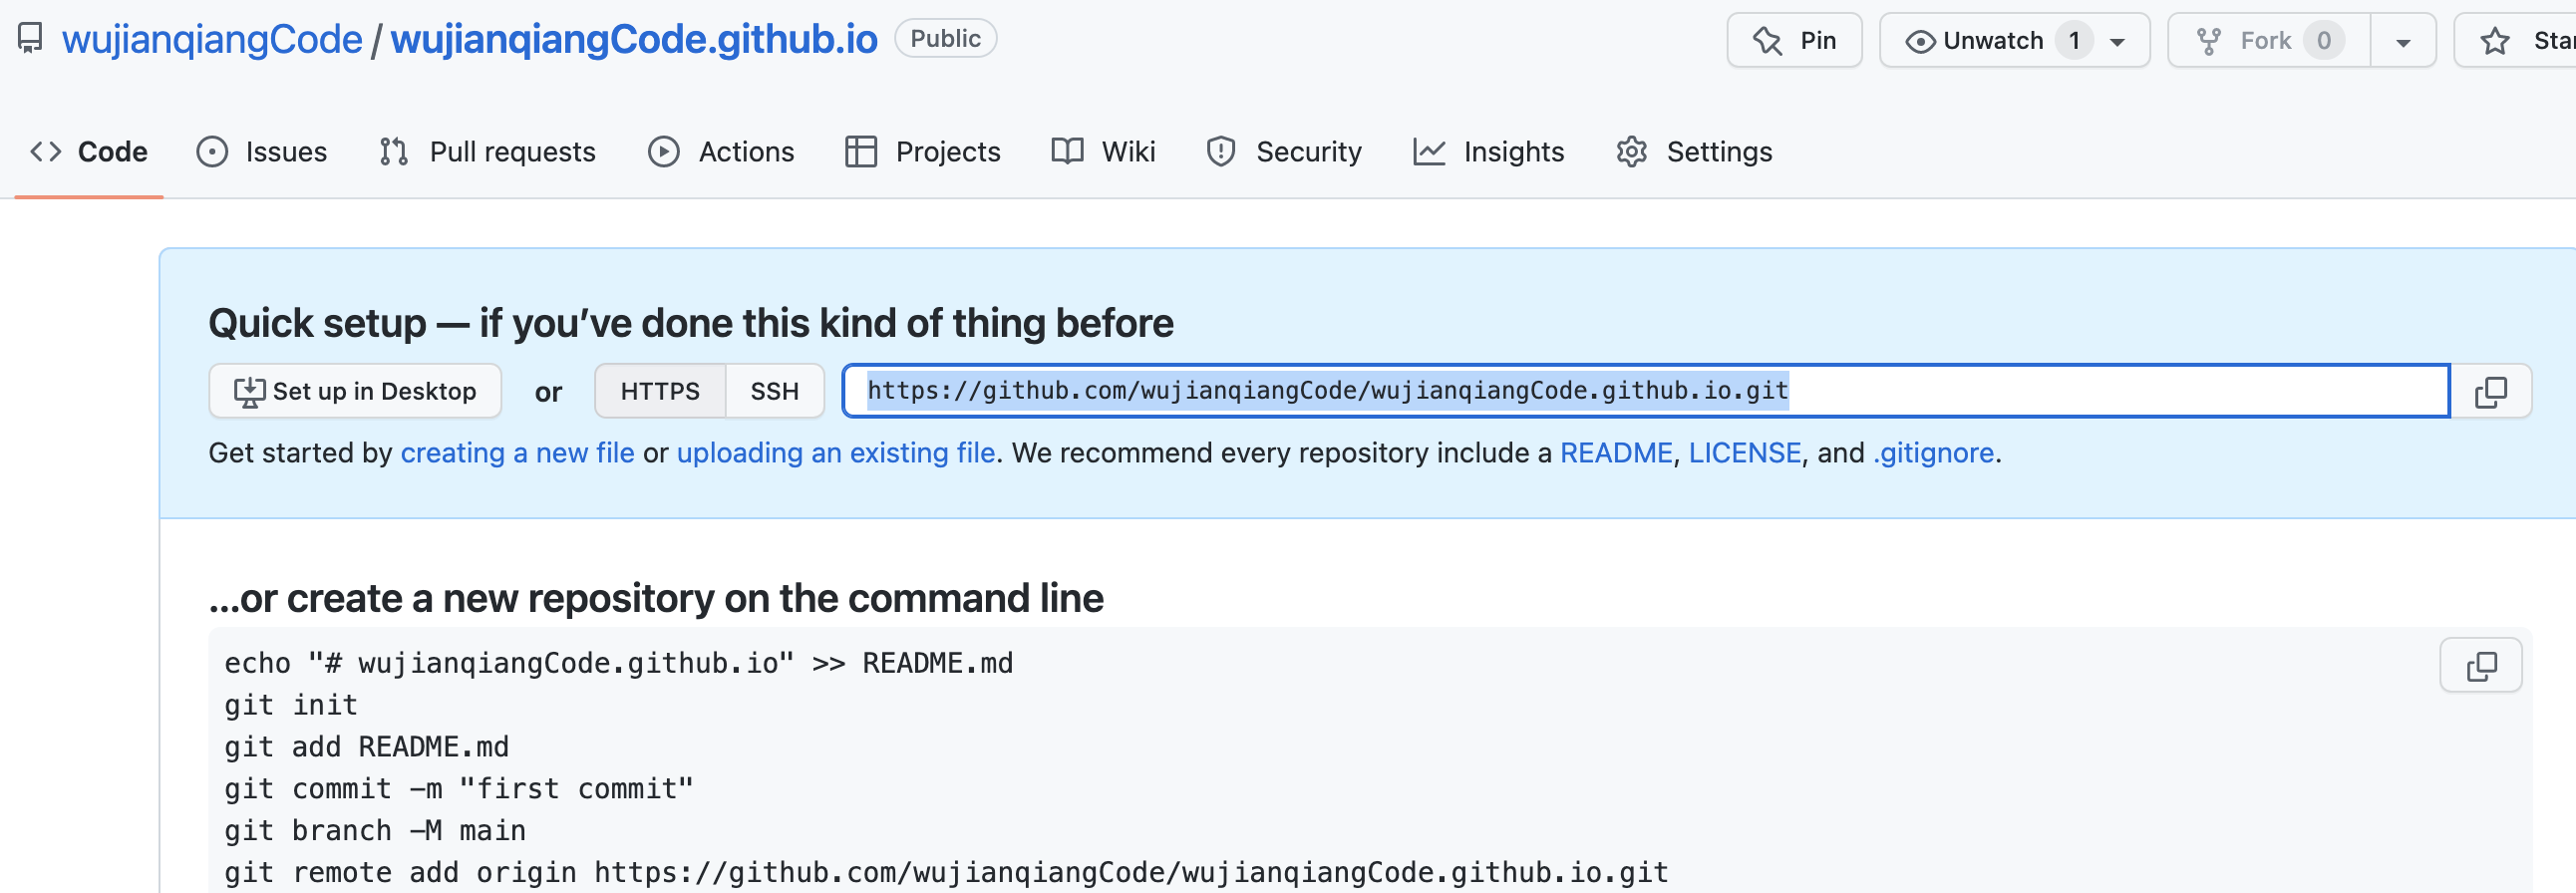 wujianqiangCode / wujianqiangCode.github.io Public Pin Unwatch 1 Fork 0
Code Issues Pull requests Actions Projects Wiki Security Insights Settings
Quick setup — if you’ve done this kind of thing before
Set up in Desktop or HTTPS SSH https://github.com/wujianqiangCode/wujianqiangCode.github.io.git
Get started by creating a new file or uploading an existing file. We recommend every repository include a README, LICENSE, and .gitignore.
…or create a new repository on the command line
echo "# wujianqiangCode.github.io" >> README.md
git init
git add README.md
git commit -m "first commit"
git branch -M main
git remote add origin https://github.com/wujianqiangCode/wujianqiangCode.github.io.git